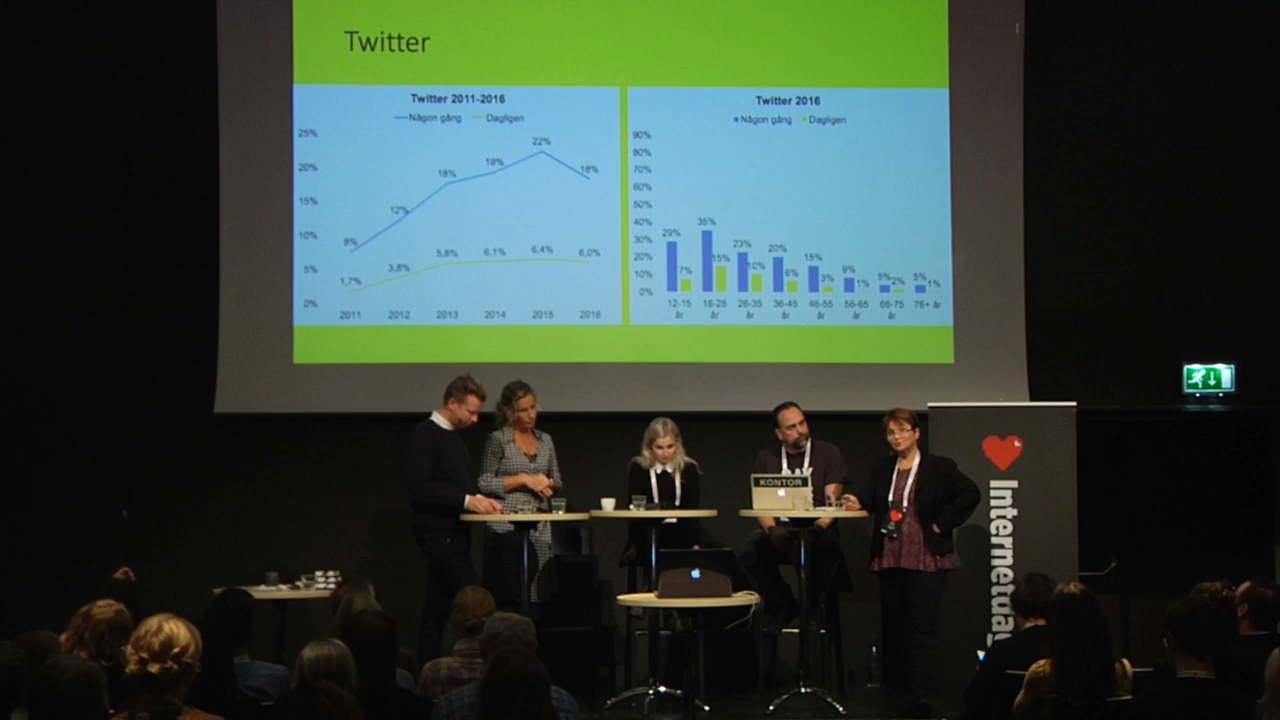 Twitter
Twitter 2011-2016
Någon gång Dagligen
25%
20%
15%
10%
5%
0%
8% 12% 18% 19% 22% 18%
1,7% 3,8% 5,8% 6,1% 6,4% 6,0%
2011 2012 2013 2014 2015 2016
Twitter 2016
Någon gång Dagligen
90%
80%
70%
60%
50%
40%
30%
20%
10%
0%
29% 35% 23% 20% 15% 9% 5% 5%
7% 15% 10% 6% 3% 1% 2% 1%
12-15 år
16-25 år
26-35 år
36-45 år
46-55 år
56-65 år
66-75 år
76+ år
KONTOR